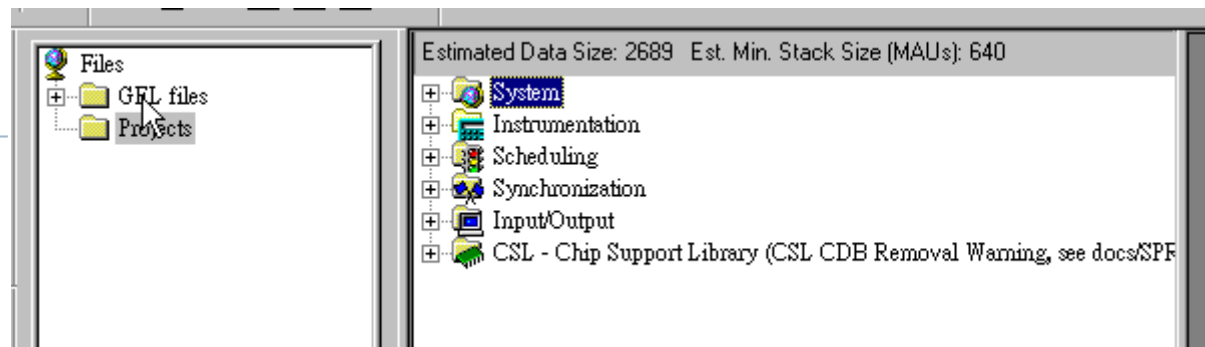 Files
GEL files
Projects
Estimated Data Size: 2689 Est. Min. Stack Size (MAUs): 640
System
Instrumentation
Scheduling
Synchronization
Input/Output
CSL - Chip Support Library (CSL CDB Removal Warning, see docs/SPR